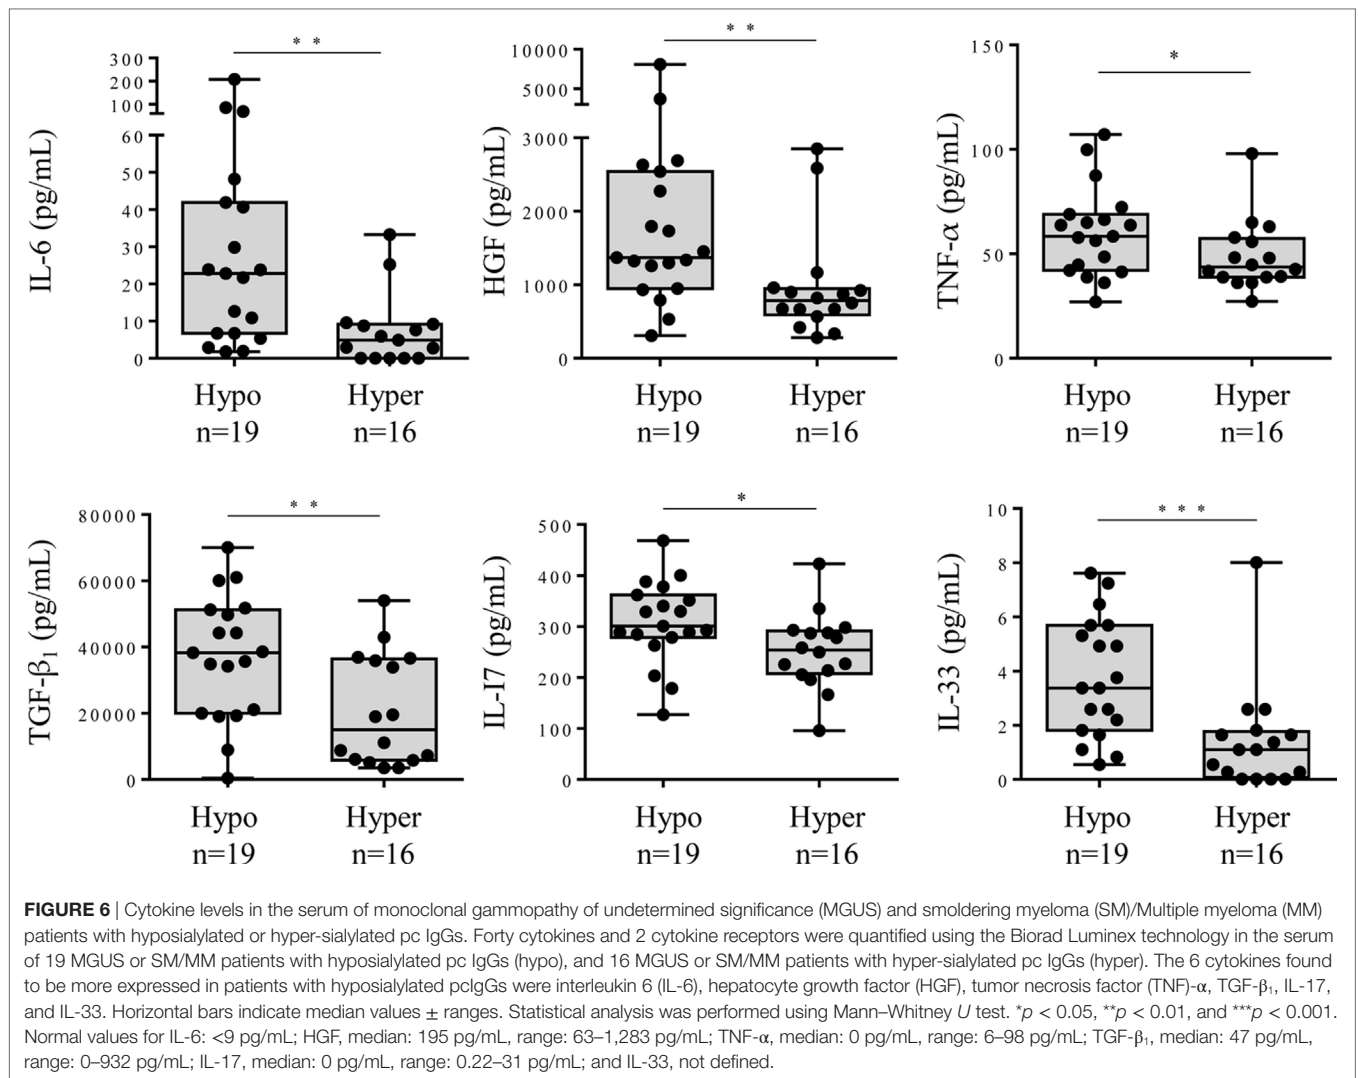 * *
300
200
100
60
50
40
30
20
10
0
IL-6 (pg/mL)
Hypo
n=19
Hyper
n=16
* *
10000
5000
3000
2000
1000
0
HGF (pg/mL)
Hypo
n=19
Hyper
n=16
*
150
100
50
0
TNF-α (pg/mL)
Hypo
n=19
Hyper
n=16
* *
80000
60000
40000
20000
0
TGF-β₁ (pg/mL)
Hypo
n=19
Hyper
n=16
*
500
400
300
200
100
0
IL-I7 (pg/mL)
Hypo
n=19
Hyper
n=16
* * *
10
8
6
4
2
0
IL-33 (pg/mL)
Hypo
n=19
Hyper
n=16
FIGURE 6 | Cytokine levels in the serum of monoclonal gammopathy of undetermined significance (MGUS) and smoldering myeloma (SM)/Multiple myeloma (MM)
patients with hyposialylated or hyper-sialylated pc IgGs. Forty cytokines and 2 cytokine receptors were quantified using the Biorad Luminex technology in the serum
of 19 MGUS or SM/MM patients with hyposialylated pc IgGs (hypo), and 16 MGUS or SM/MM patients with hyper-sialylated pc IgGs (hyper). The 6 cytokines found
to be more expressed in patients with hyposialylated pcIgGs were interleukin 6 (IL-6), hepatocyte growth factor (HGF), tumor necrosis factor (TNF)-α, TGF-β₁, IL-17,
and IL-33. Horizontal bars indicate median values ± ranges. Statistical analysis was performed using Mann–Whitney U test. *p < 0.05, **p < 0.01, and ***p < 0.001.
Normal values for IL-6: <9 pg/mL; HGF, median: 195 pg/mL, range: 63–1,283 pg/mL; TNF-α, median: 0 pg/mL, range: 6–98 pg/mL; TGF-β₁, median: 47 pg/mL,
range: 0–932 pg/mL; IL-17, median: 0 pg/mL, range: 0.22–31 pg/mL; and IL-33, not defined.